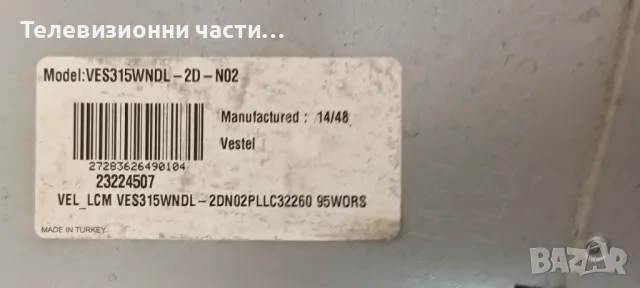 Телевизионни части...
Model:VES315WNDL-2D-N02
Manufactured : 14/48
Vestel
27283626490104
23224507
VEL_LCM VES315WNDL-2DN02PLLC32260 95WORS
MADE IN TURKEY
BAZAR